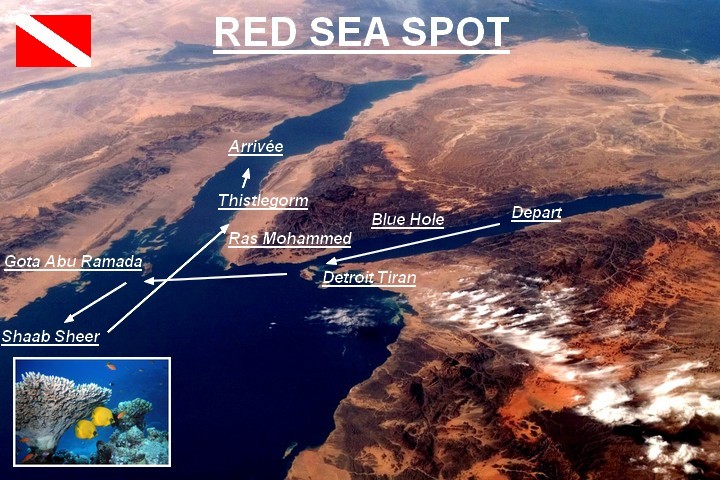 RED SEA SPOT
Arrivée
Thistlegorm
Blue Hole
Depart
Ras Mohammed
Gota Abu Ramada
Detroit Tiran
Shaab Sheer